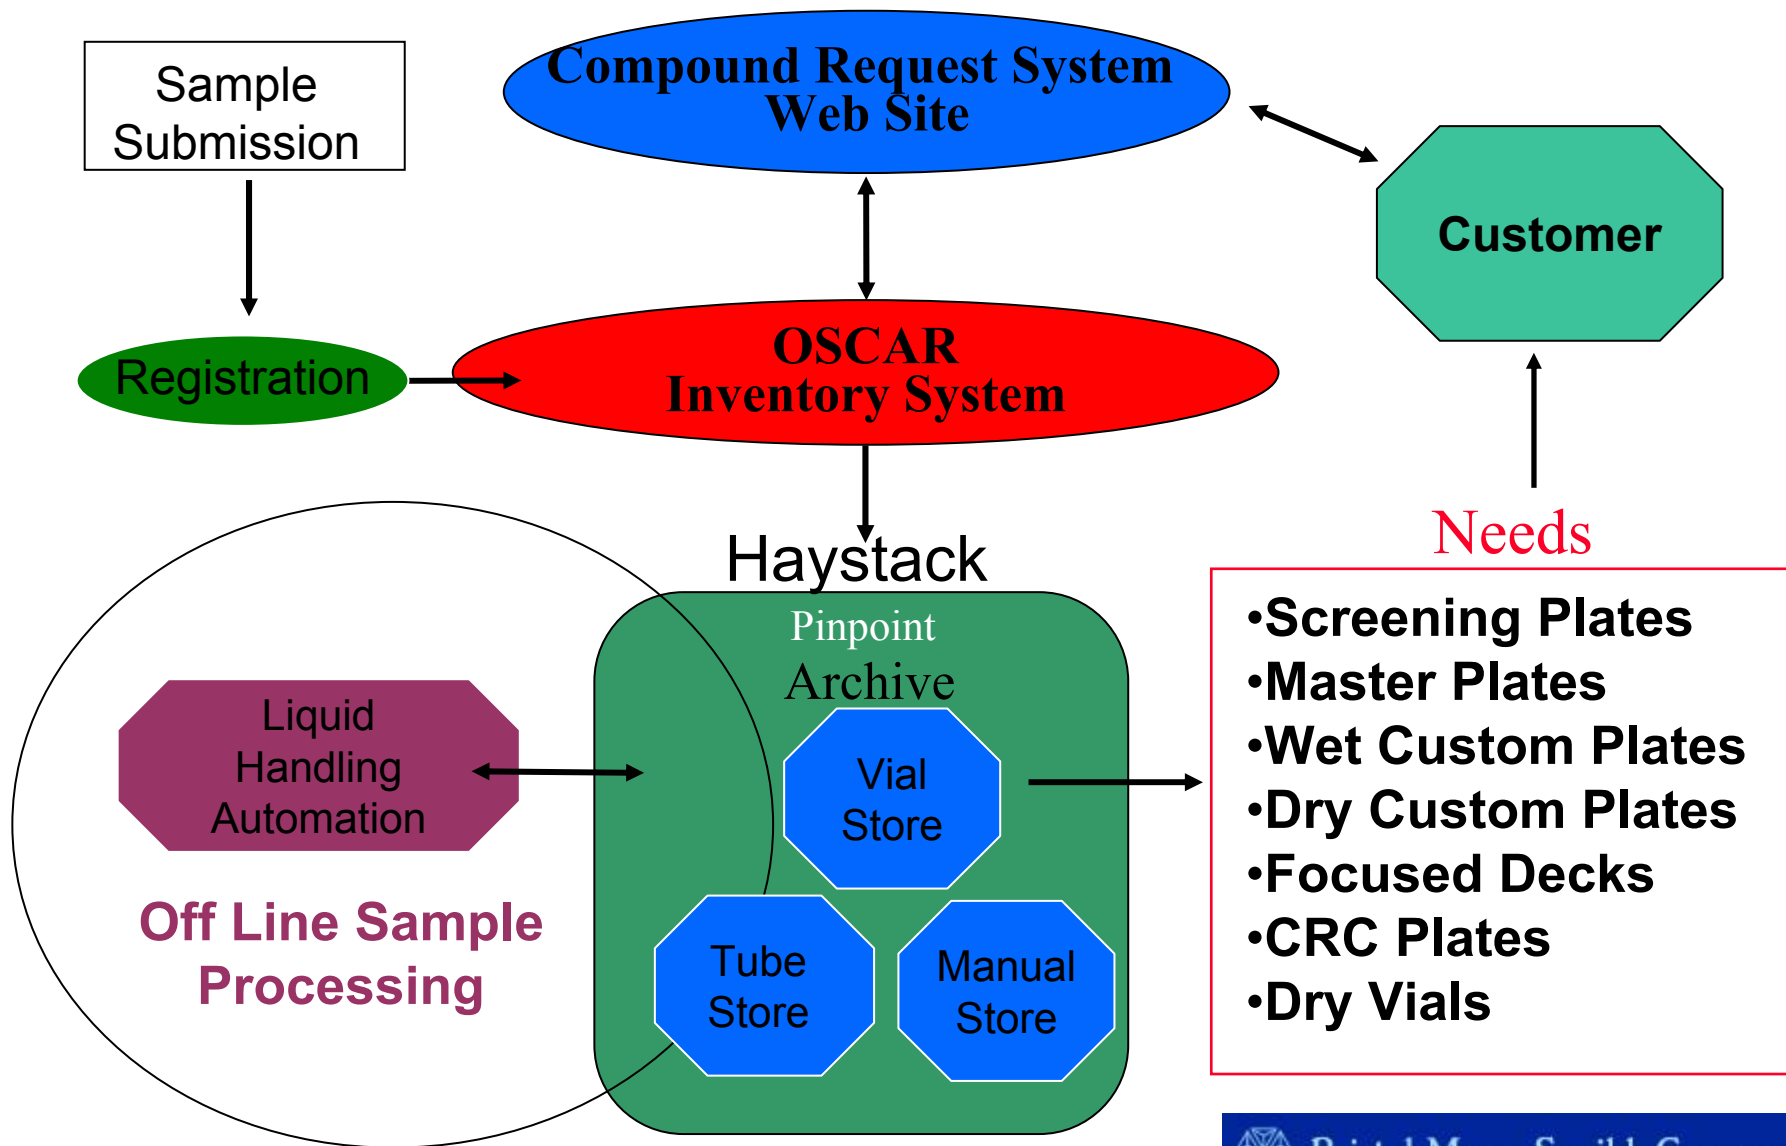 Sample
Submission
Compound Request System
Web Site
Customer
Registration
OSCAR
Inventory System
Haystack
Pinpoint
Archive
Liquid
Handling
Automation
Vial
Store
Off Line Sample
Processing
Tube
Store
Manual
Store
Needs
•Screening Plates
•Master Plates
•Wet Custom Plates
•Dry Custom Plates
•Focused Decks
•CRC Plates
•Dry Vials